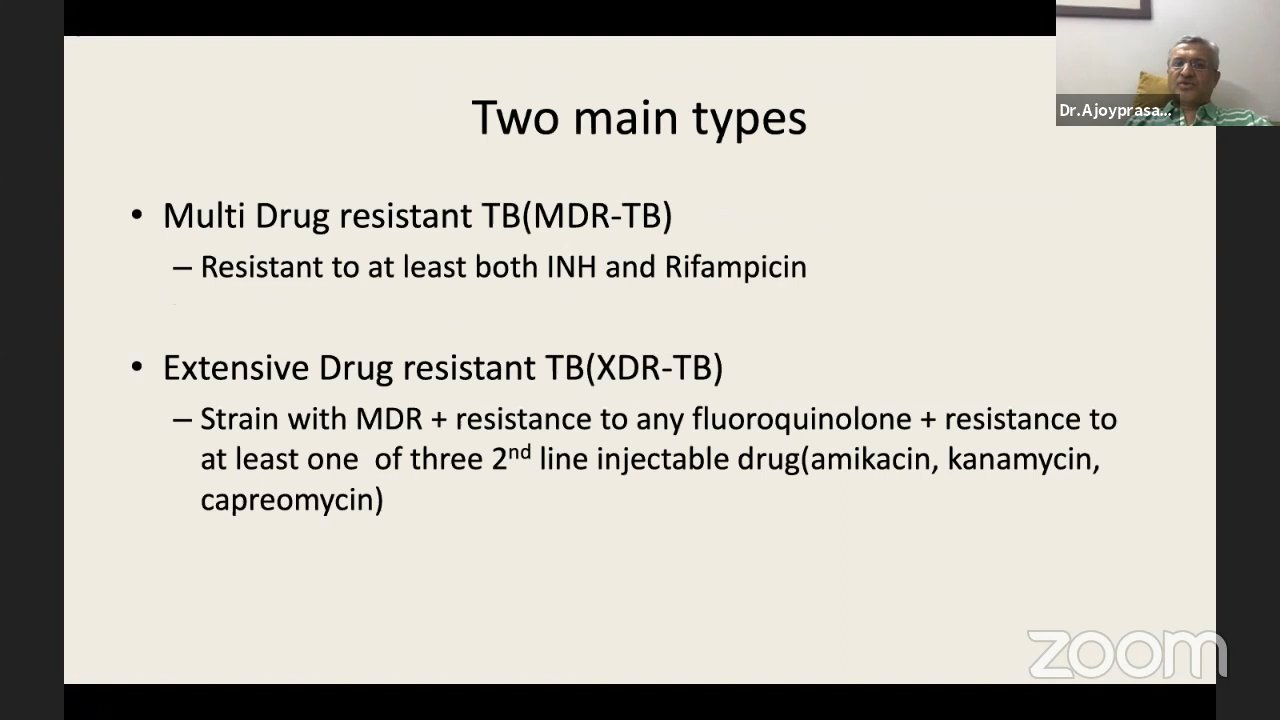 Two main types
• Multi Drug resistant TB(MDR-TB)
– Resistant to at least both INH and Rifampicin
• Extensive Drug resistant TB(XDR-TB)
– Strain with MDR + resistance to any fluoroquinolone + resistance to
at least one of three 2nd line injectable drug(amikacin, kanamycin,
capreomycin)
Dr.Ajoyprasa...
zoom